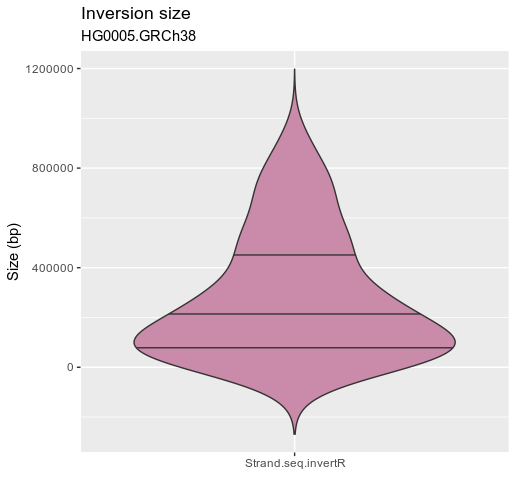 Inversion size
HG0005.GRCh38
1200000
800000
400000
0
Size (bp)
Strand.seq.invertR